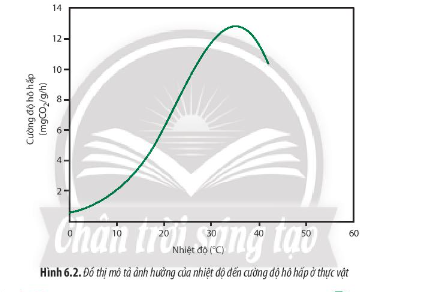 14
12
10
8
6
4
2
Cường độ hô hấp
(mgCO₂/g/h)
0 10 20 30 40 50 60
Nhiệt độ (°C)
Chân trời sáng tạo
Hình 6.2. Đồ thị mô tả ảnh hưởng của nhiệt độ đến cường độ hô hấp ở thực vật